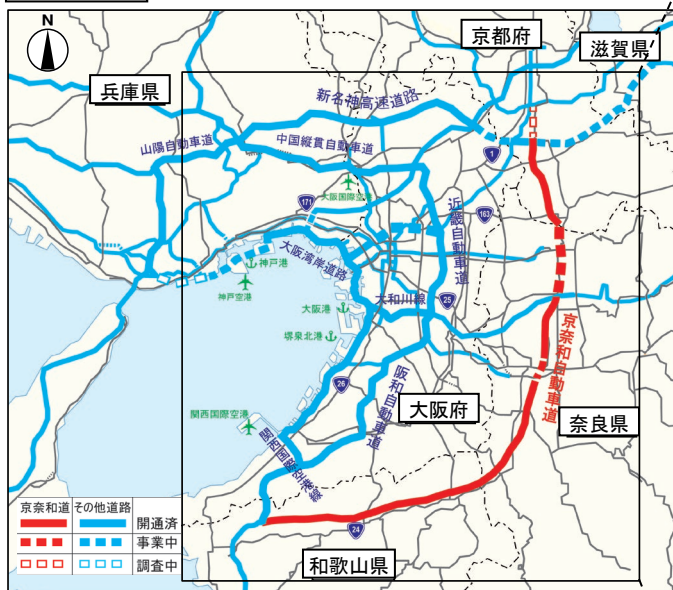 N
京都府
滋賀県
兵庫県
新名神高速道路
山陽自動車道
中国縦貫自動車道
1
大阪国際空港
171
近畿自動車道
163
大阪湾岸道路
神戸港
神戸空港
大阪港
大和川線
25
堺泉北港
京奈和自動車道
26
阪和自動車道
大阪府
奈良県
関西国際空港
関西国際空港線
京奈和道 その他道路
開通済
事業中
調査中
24
和歌山県